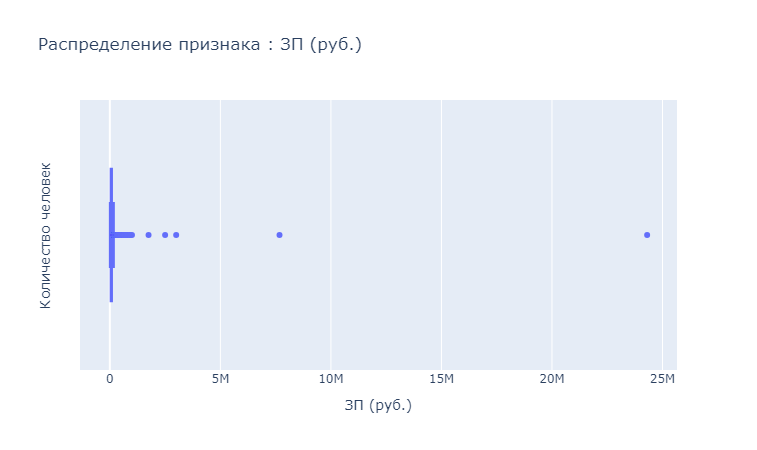 Распределение признака : ЗП (руб.)
Количество человек
0 5M 10M 15M 20M 25M
ЗП (руб.)